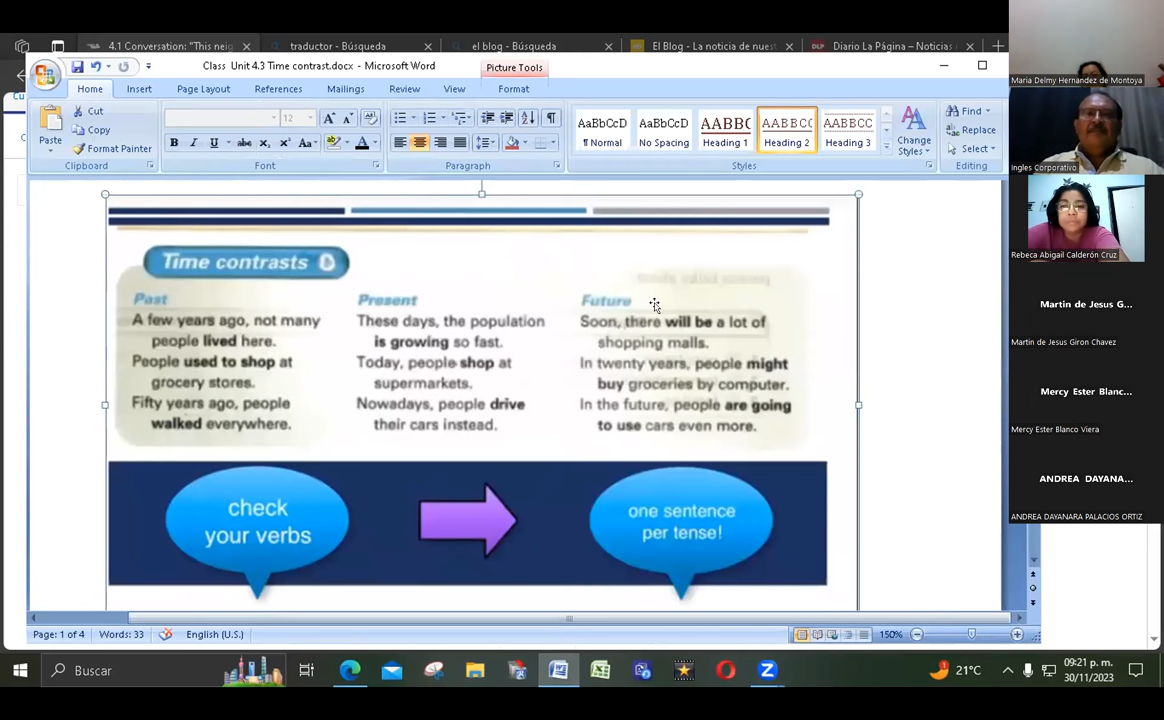 4.1 Conversation: "This neig
traductor - Búsqueda
el blog - Búsqueda
El Blog - La noticia de nues
Diario La Página – Noticias
Class Unit 4.3 Time contrast.docx - Microsoft Word
Picture Tools
Home
Insert
Page Layout
References
Mailings
Review
View
Format
Paste
Cut
Copy
Format Painter
Clipboard
12
Font
Paragraph
AaBbCcD
¶ Normal
AaBbCcD
No Spacing
AABBC
Heading 1
AABBCC
Heading 2
AABBCC
Heading 3
Change
Styles
Styles
Find
Replace
Select
Editing
Time contrasts
Past
A few years ago, not many
people lived here.
People used to shop at
grocery stores.
Fifty years ago, people
walked everywhere.
Present
These days, the population
is growing so fast.
Today, people shop at
supermarkets.
Nowadays, people drive
their cars instead.
Future
Soon, there will be a lot of
shopping malls.
In twenty years, people might
buy groceries by computer.
In the future, people are going
to use cars even more.
check
your verbs
one sentence
per tense!
Page: 1 of 4
Words: 33
English (U.S.)
150%
Maria Delmy Hernandez de Montoya
Ingles Corporativo
Rebeca Abigail Calderón Cruz
Martin de Jesus G...
Martin de Jesus Giron Chavez
Mercy Ester Blanc...
Mercy Ester Blanco Viera
ANDREA DAYANA...
ANDREA DAYANARA PALACIOS ORTIZ
Buscar
21°C
09:21 p. m.
30/11/2023